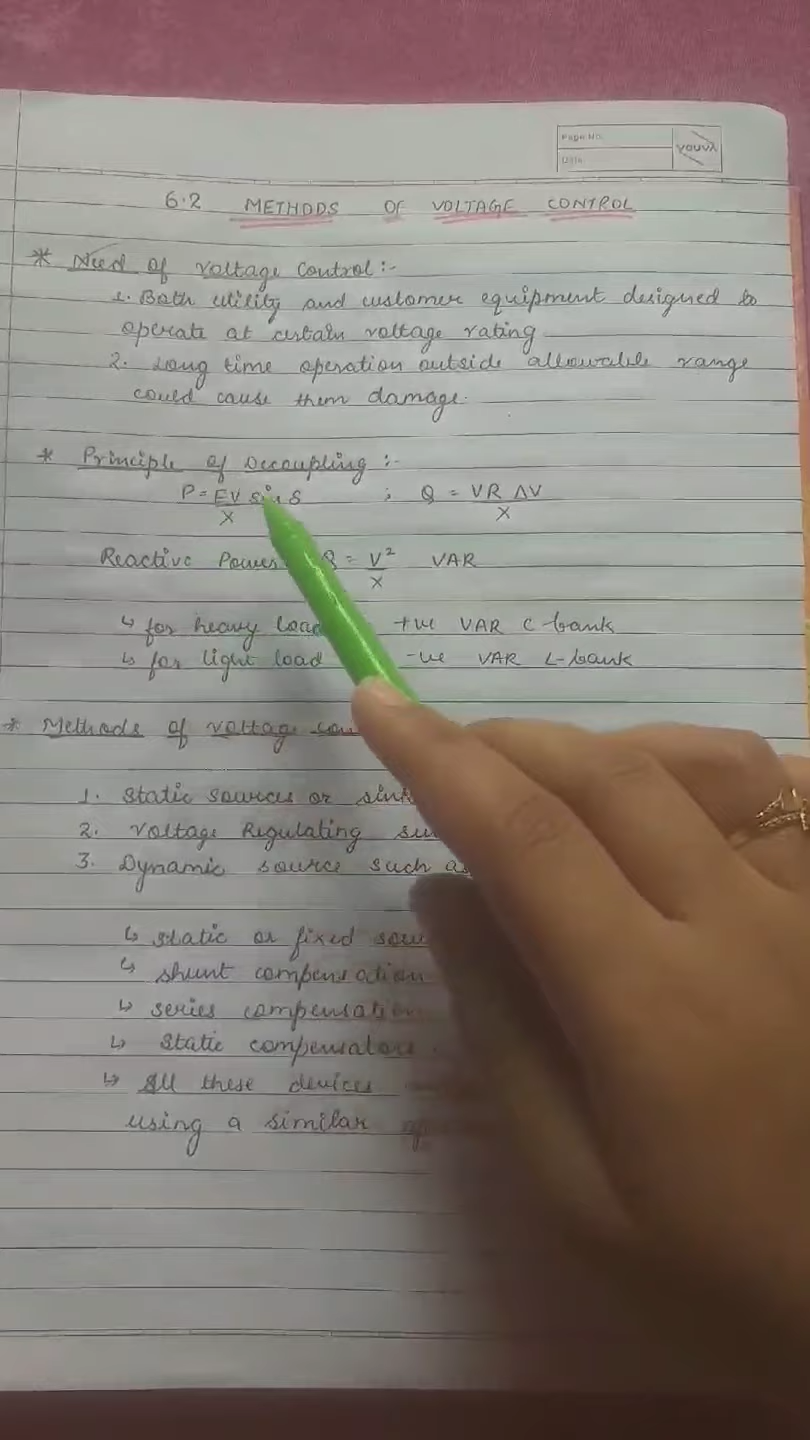 Page No.
Date
YOUVA
6.2 METHODS OF VOLTAGE CONTROL
* Need of Voltage Control :-
1. Both utility and customer equipment designed to
operate at certain voltage rating
2. Long time operation outside allowable range
could cause them damage.
* Principle of Decoupling :-
P = EV sin δ / X ; Q = VR ΔV / X
Reactive Power Q = V² / X VAR
↳ for heavy load +ve VAR C-bank
↳ for light load -ve VAR L-bank
* Methods of voltage
1. Static sources or
2. Voltage Regulating
3. Dynamic source such as
↳ static or fixed
↳ shunt compensation
↳ series compensation
↳ Static compensators
↳ All these devices
using a similar